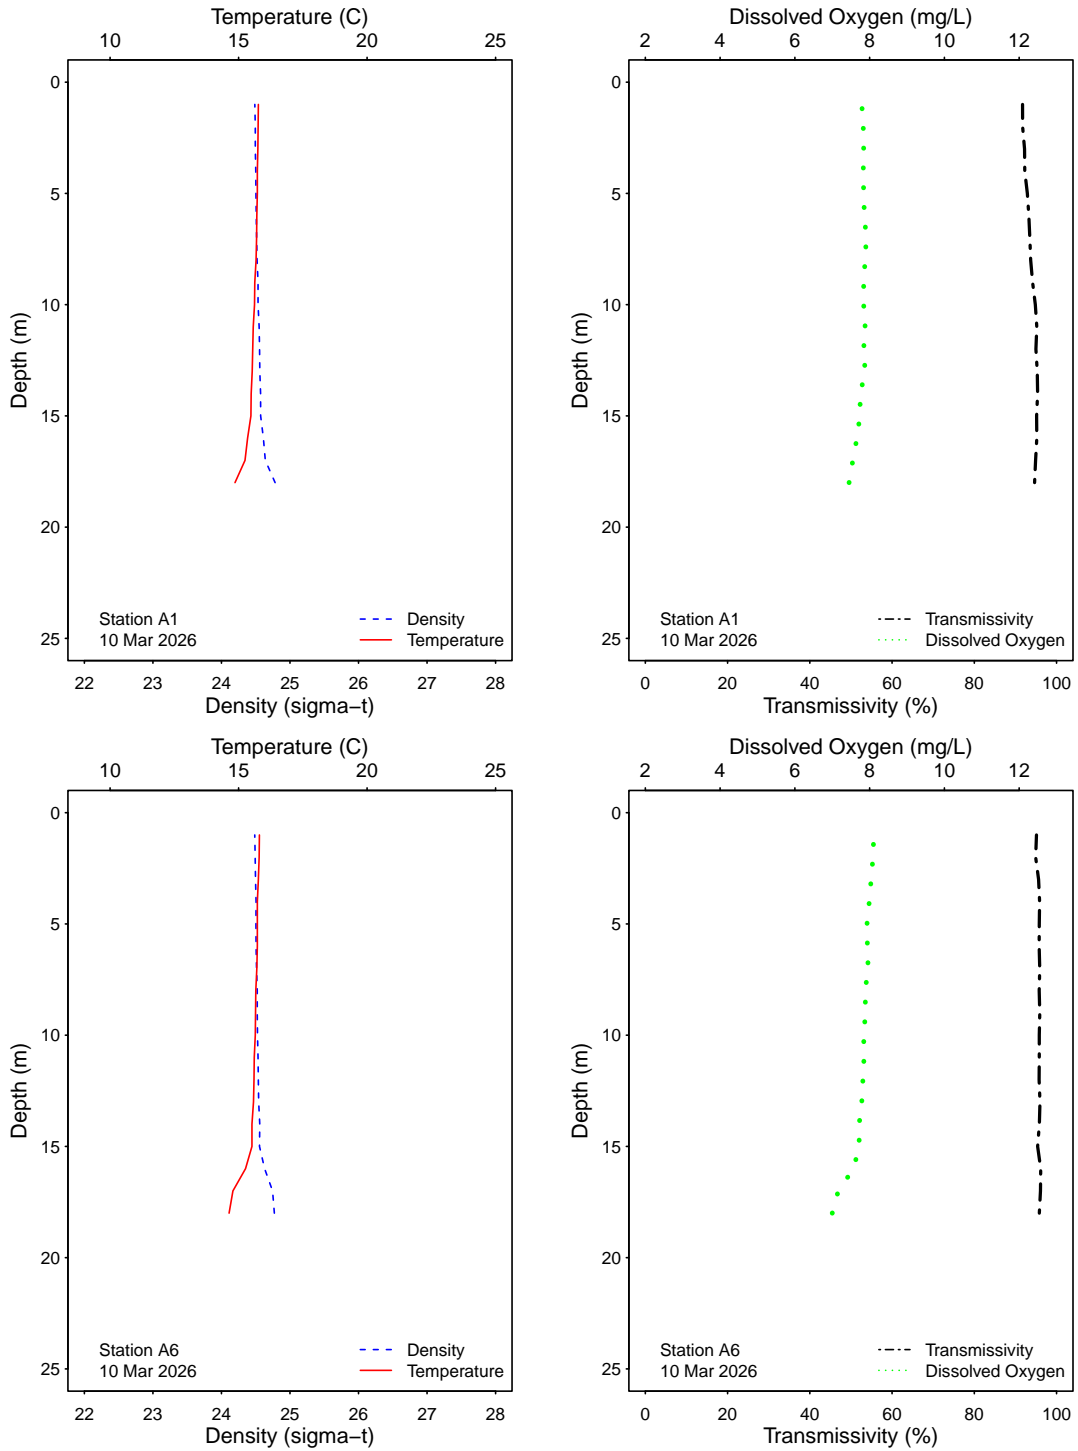 Temperature (C)
10 15 20 25
0
5
10
15
20
25
Depth (m)
Station A1
10 Mar 2026
Density
Temperature
22 23 24 25 26 27 28
Density (sigma−t)
Dissolved Oxygen (mg/L)
2 4 6 8 10 12
0
5
10
15
20
25
Depth (m)
Station A1
10 Mar 2026
Transmissivity
Dissolved Oxygen
0 20 40 60 80 100
Transmissivity (%)
Temperature (C)
10 15 20 25
0
5
10
15
20
25
Depth (m)
Station A6
10 Mar 2026
Density
Temperature
22 23 24 25 26 27 28
Density (sigma−t)
Dissolved Oxygen (mg/L)
2 4 6 8 10 12
0
5
10
15
20
25
Depth (m)
Station A6
10 Mar 2026
Transmissivity
Dissolved Oxygen
0 20 40 60 80 100
Transmissivity (%)